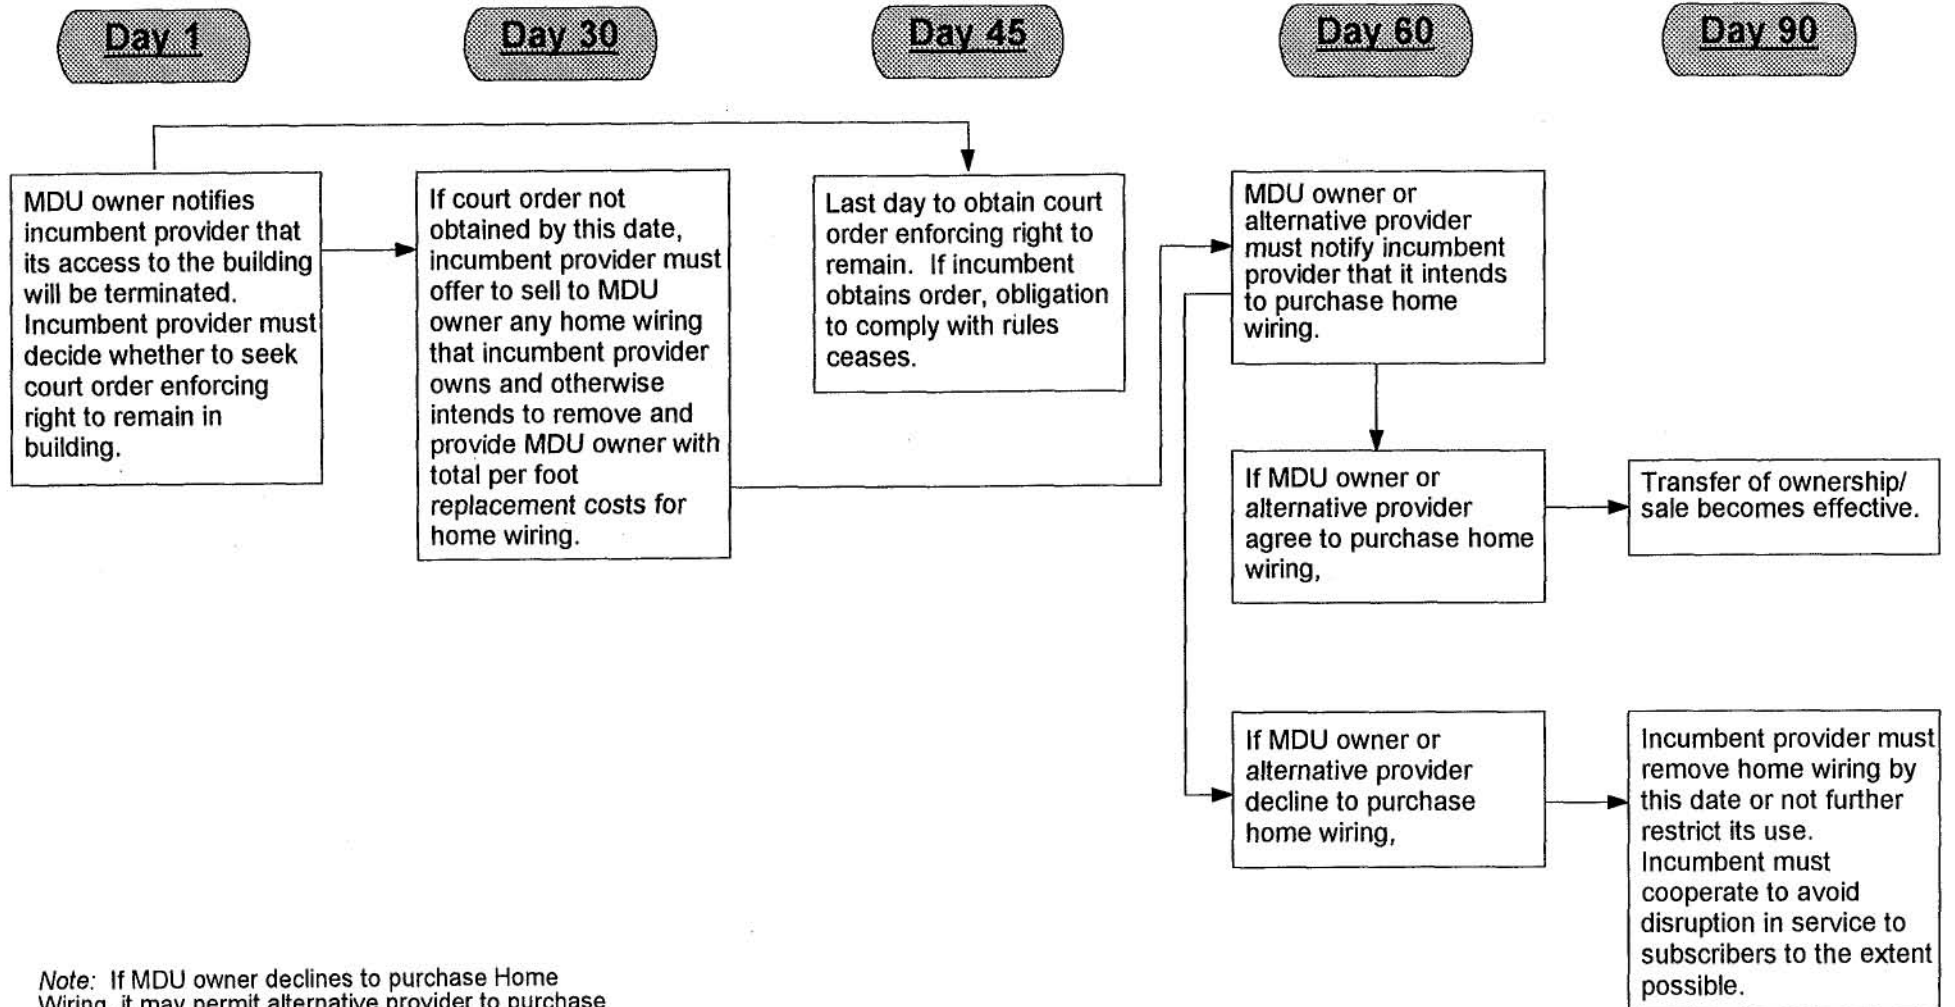 Day 1
Day 30
Day 45
Day 60
Day 90
MDU owner notifies
incumbent provider that
its access to the building
will be terminated.
Incumbent provider must
decide whether to seek
court order enforcing
right to remain in
building.
If court order not
obtained by this date,
incumbent provider must
offer to sell to MDU
owner any home wiring
that incumbent provider
owns and otherwise
intends to remove and
provide MDU owner with
total per foot
replacement costs for
home wiring.
Last day to obtain court
order enforcing right to
remain. If incumbent
obtains order, obligation
to comply with rules
ceases.
MDU owner or
alternative provider
must notify incumbent
provider that it intends
to purchase home
wiring.
If MDU owner or
alternative provider
agree to purchase home
wiring,
Transfer of ownership/
sale becomes effective.
If MDU owner or
alternative provider
decline to purchase
home wiring,
Incumbent provider must
remove home wiring by
this date or not further
restrict its use.
Incumbent must
cooperate to avoid
disruption in service to
subscribers to the extent
possible.
Note: If MDU owner declines to purchase Home
Wiring, it may permit alternative provider to purchase